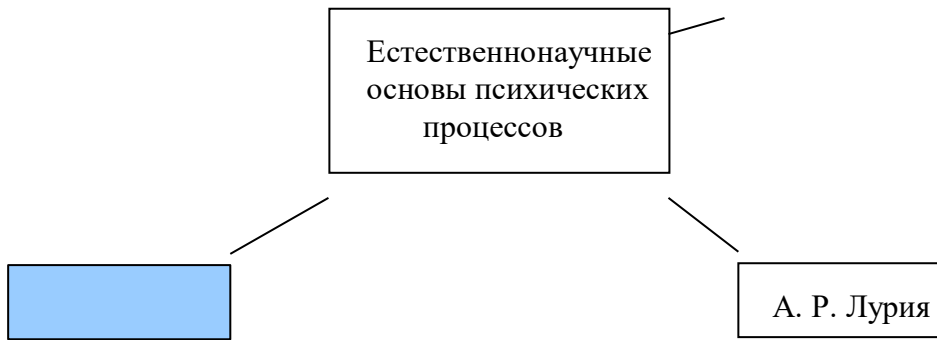 Естественнонаучные
основы психических
процессов
А. Р. Лурия